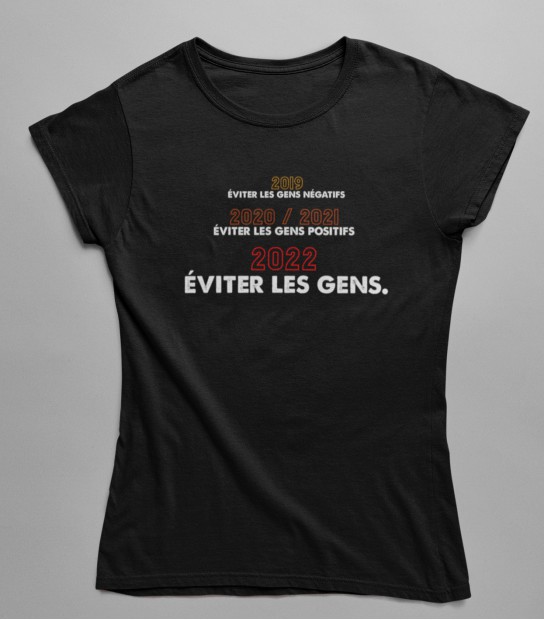 2019
ÉVITER LES GENS NÉGATIFS
2020 / 2021
ÉVITER LES GENS POSITIFS
2022
ÉVITER LES GENS.